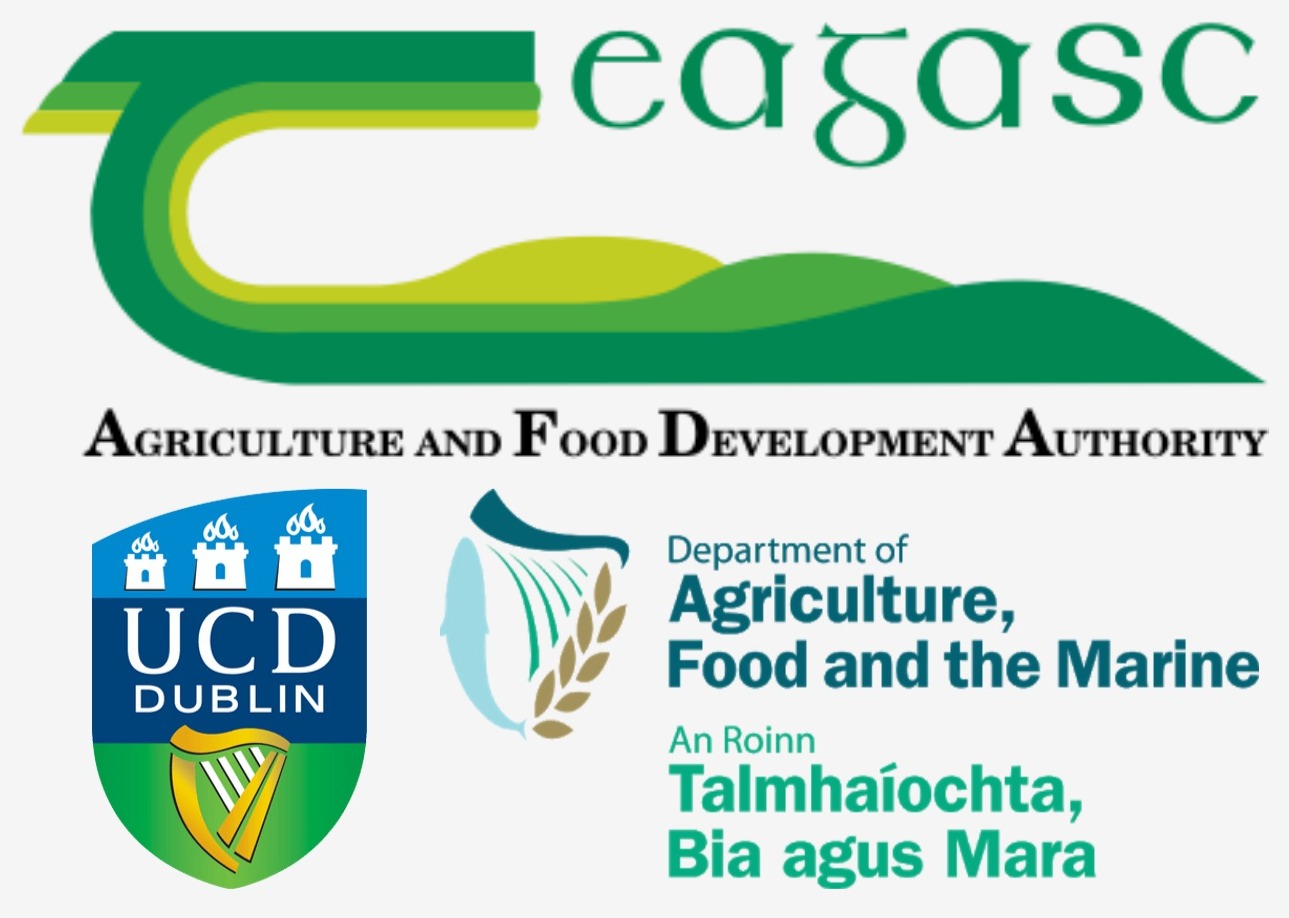 Teagasc
AGRICULTURE AND FOOD DEVELOPMENT AUTHORITY
UCD
DUBLIN
Department of
Agriculture,
Food and the Marine
An Roinn
Talmhaíochta,
Bia agus Mara